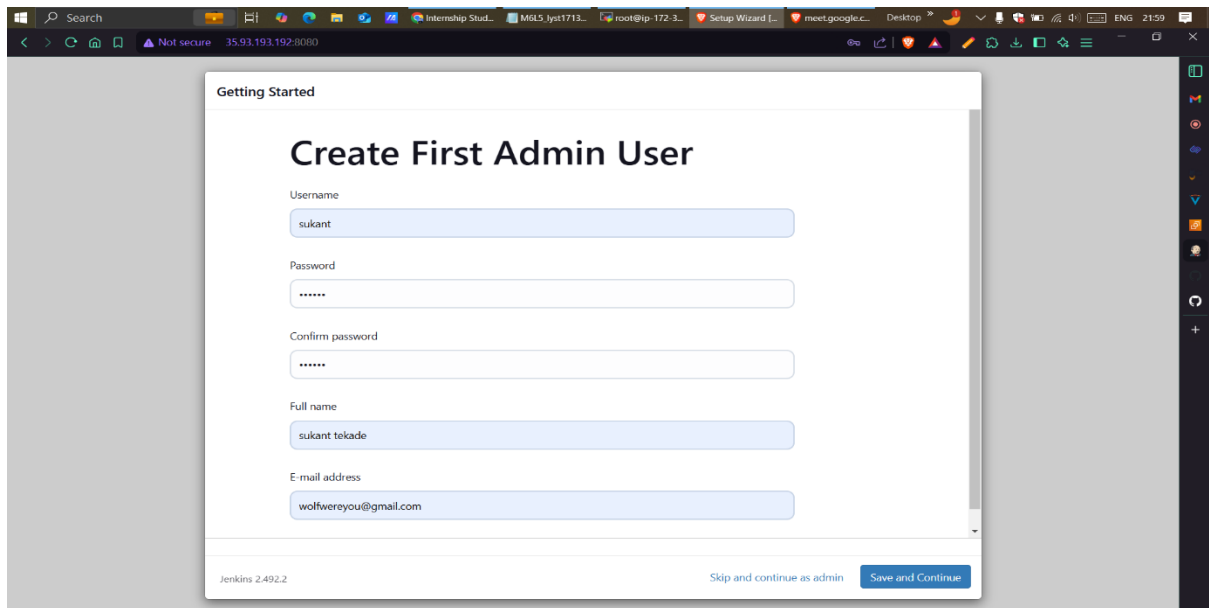 Search
Internship Stud...
M6L5_lyst1713...
root@ip-172-3...
Setup Wizard [...
meet.google.c...
Desktop
ENG
21:59
Not secure 35.93.193.192:8080
Getting Started
Create First Admin User
Username
sukant
Password
••••••
Confirm password
••••••
Full name
sukant tekade
E-mail address
wolfwereyou@gmail.com
Jenkins 2.492.2
Skip and continue as admin
Save and Continue